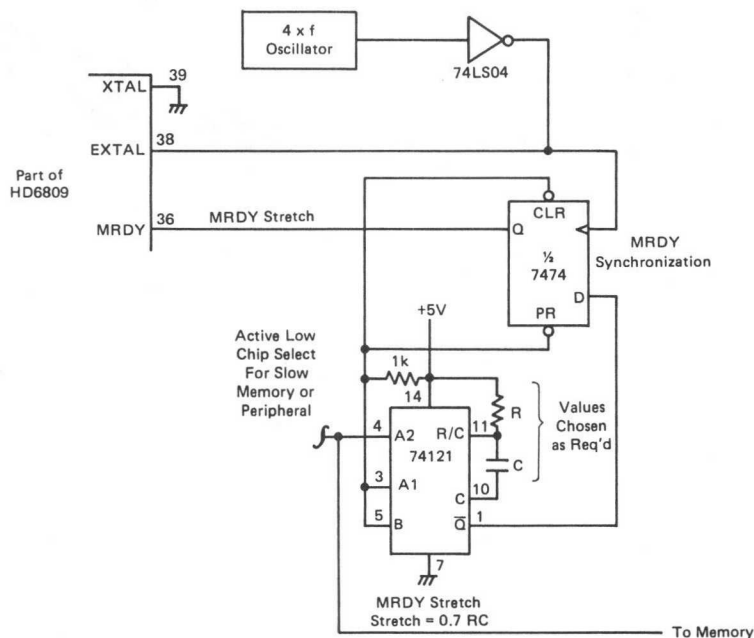 4 x f
Oscillator
74LS04
XTAL
39
EXTAL
38
Part of
HD6809
MRDY
36
MRDY Stretch
CLR
Q
½
7474
D
PR
MRDY
Synchronization
+5V
Active Low
Chip Select
For Slow
Memory or
Peripheral
1k
14
R
Values
Chosen
as Req'd
4
A2
R/C
11
74121
C
3
A1
10
C
5
B
Q̅
1
7
MRDY Stretch
Stretch = 0.7 RC
To Memory